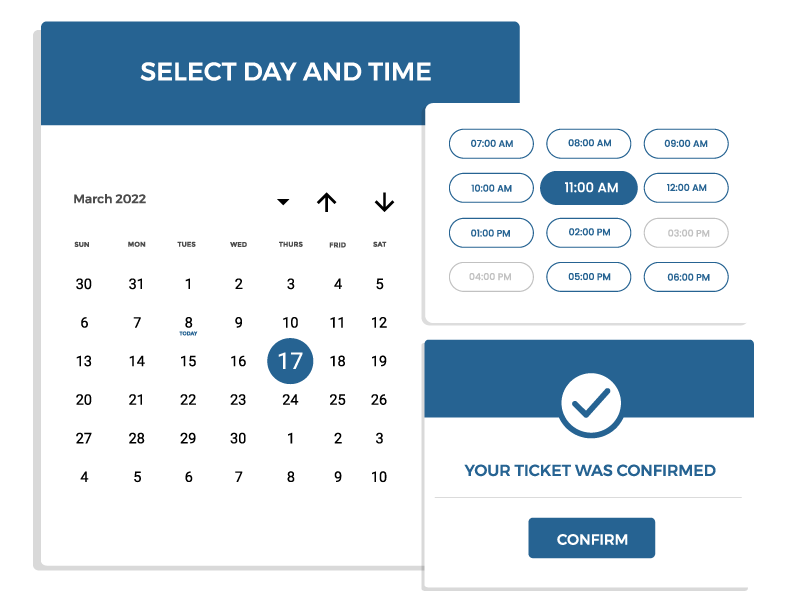 SELECT DAY AND TIME
March 2022
SUN MON TUES WED THURS FRID SAT
30 31 1 2 3 4 5
6 7 8 9 10 11 12
TODAY
13 14 15 16 17 18 19
20 21 22 23 24 25 26
27 28 29 30 1 2 3
4 5 6 7 8 9 10
07:00 AM 08:00 AM 09:00 AM
10:00 AM 11:00 AM 12:00 AM
01:00 PM 02:00 PM 03:00 PM
04:00 PM 05:00 PM 06:00 PM
YOUR TICKET WAS CONFIRMED
CONFIRM